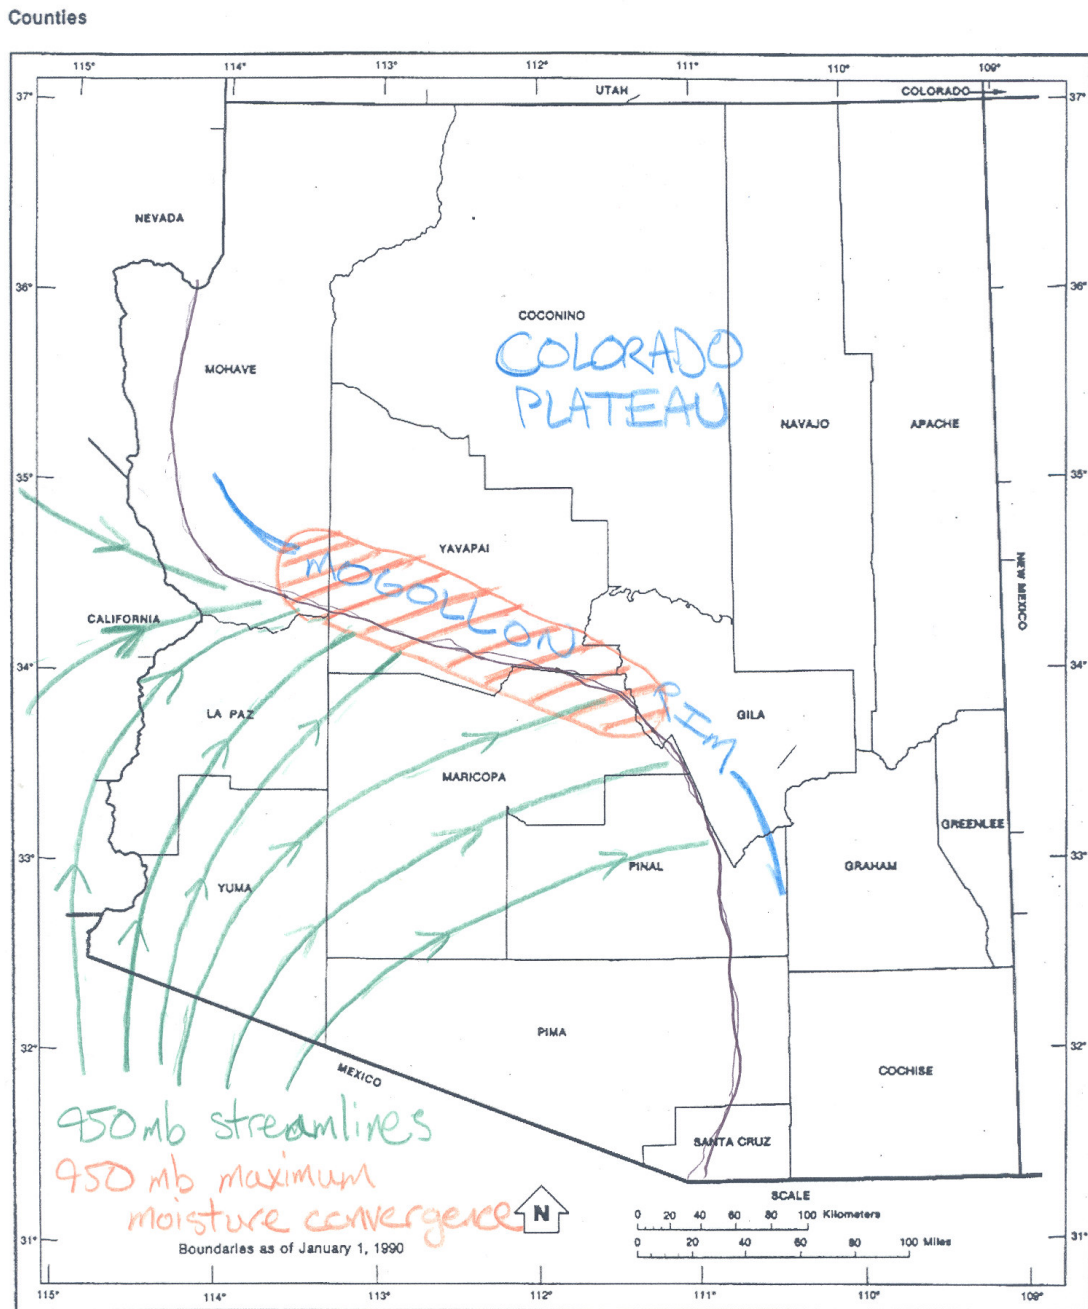 Counties
115° 114° 113° 112° 111° 110° 109°
37° UTAH COLORADO 37°
NEVADA
36° 36°
COCONINO
COLORADO
PLATEAU
MOHAVE
NAVAJO APACHE
35° 35°
YAVAPAI
MOGOLLON
RIM
NEW MEXICO
CALIFORNIA
34° 34°
LA PAZ GILA
MARICOPA
GREENLEE
33° 33°
PINAL GRAHAM
YUMA
PIMA
32° 32°
MEXICO
COCHISE
950mb streamlines
SANTA CRUZ
950 mb maximum
moisture convergence
N
SCALE
0 20 40 60 80 100 Kilometers
0 20 40 60 100 Miles
31° 31°
Boundaries as of January 1, 1990
115° 114° 113° 112° 111° 110° 109°